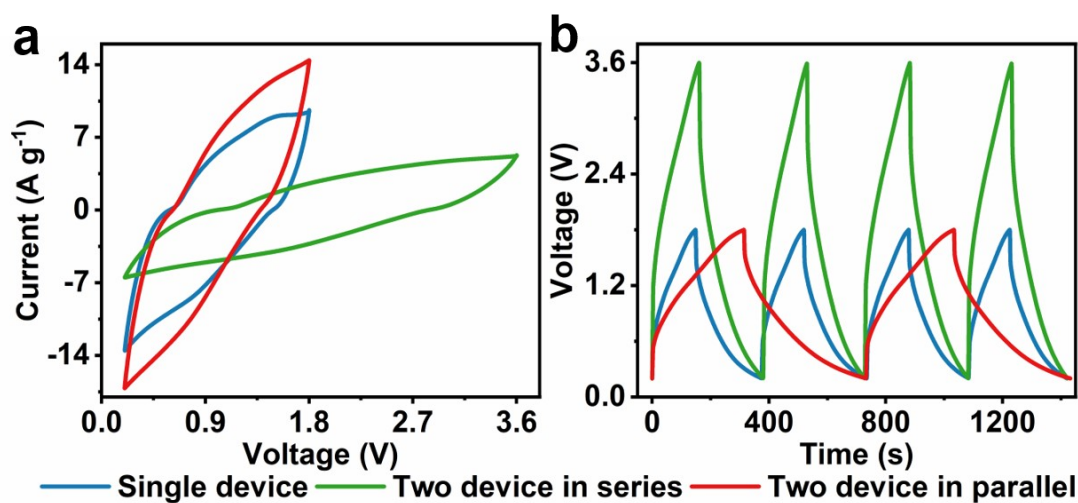 a
14
7
0
-7
-14
Current (A g-1)
0.0 0.9 1.8 2.7 3.6
Voltage (V)
b
3.6
2.4
1.2
0.0
Voltage (V)
0 400 800 1200
Time (s)
Single device Two device in series Two device in parallel